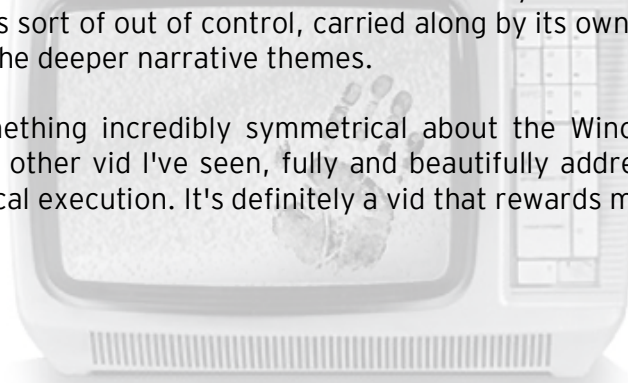 s sort of out of control, carried along by its own
he deeper narrative themes.
nething incredibly symmetrical about the Winc
other vid I've seen, fully and beautifully addre
cal execution. It's definitely a vid that rewards m